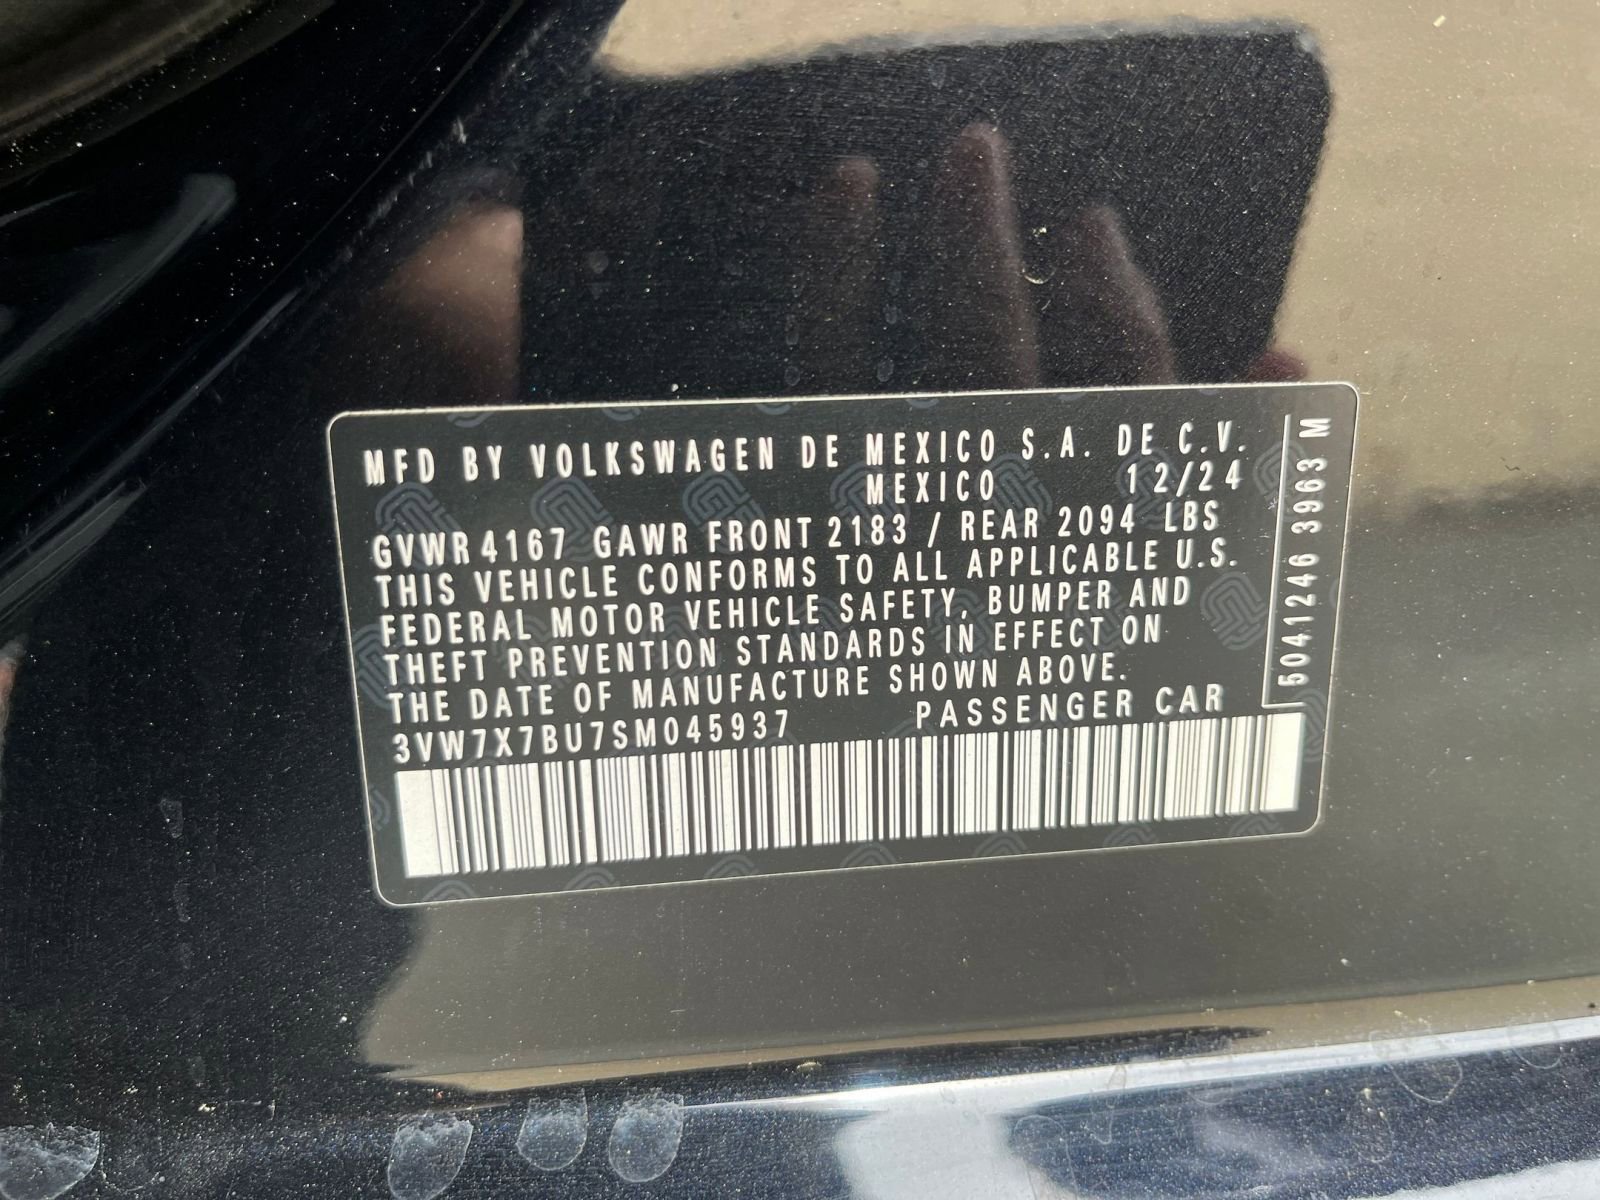 MFD BY VOLKSWAGEN DE MEXICO S.A. DE C.V.
MEXICO 12/24
GVWR 4167 GAWR FRONT 2183 / REAR 2094 LBS
THIS VEHICLE CONFORMS TO ALL APPLICABLE U.S.
FEDERAL MOTOR VEHICLE SAFETY, BUMPER AND
THEFT PREVENTION STANDARDS IN EFFECT ON
THE DATE OF MANUFACTURE SHOWN ABOVE.
3VW7X7BU7SM045937 PASSENGER CAR
5041246 3963 M